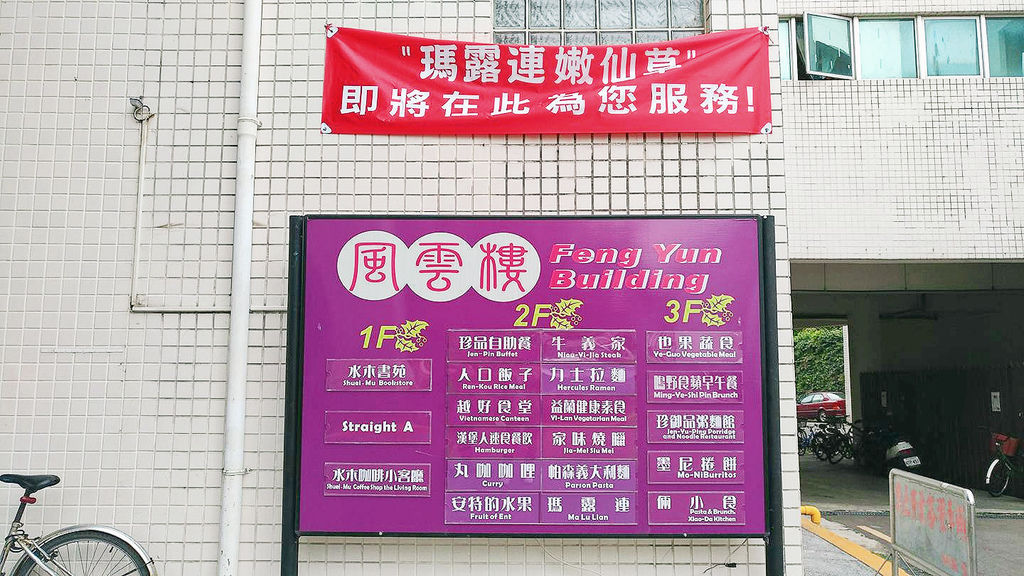 "瑪露連嫩仙草"
即將在此為您服務!
風雲樓
Feng Yun
Building
1F
水木書苑
Shuei-Mu Bookstore
Straight A
水木咖啡小客廳
Shuei-Mu Coffee Shop the Living Room
2F
珍品自助餐
Jen-Pin Buffet
牛義家
Niou-Yi-Jia Steak
人口飯子
Ren-Kou Rice Meal
力士拉麵
Hercules Ramen
越好食堂
Vietnamese Canteen
益蘭健康素食
Yi-Lan Vegetarian Meal
漢堡人速食餐飲
Hamburger
家味燒臘
Jia-Mei Siu Mei
丸咖咖哩
Curry
帕森義大利麵
Parson Pasta
安特的水果
Fruit of Ent
瑪露連
Ma Lu Lian
3F
也果蔬食
Ye-Guo Vegetable Meal
鳴野食蘋早午餐
Ming-Ye-Shi Pin Brunch
珍御品粥麵館
Jen-Yu-Ping Porridge
and Noodle Restaurant
墨尼捲餅
Mo-NiBurritos
倆小食
Pasta & Brunch.
Xiao-Da Kitchen